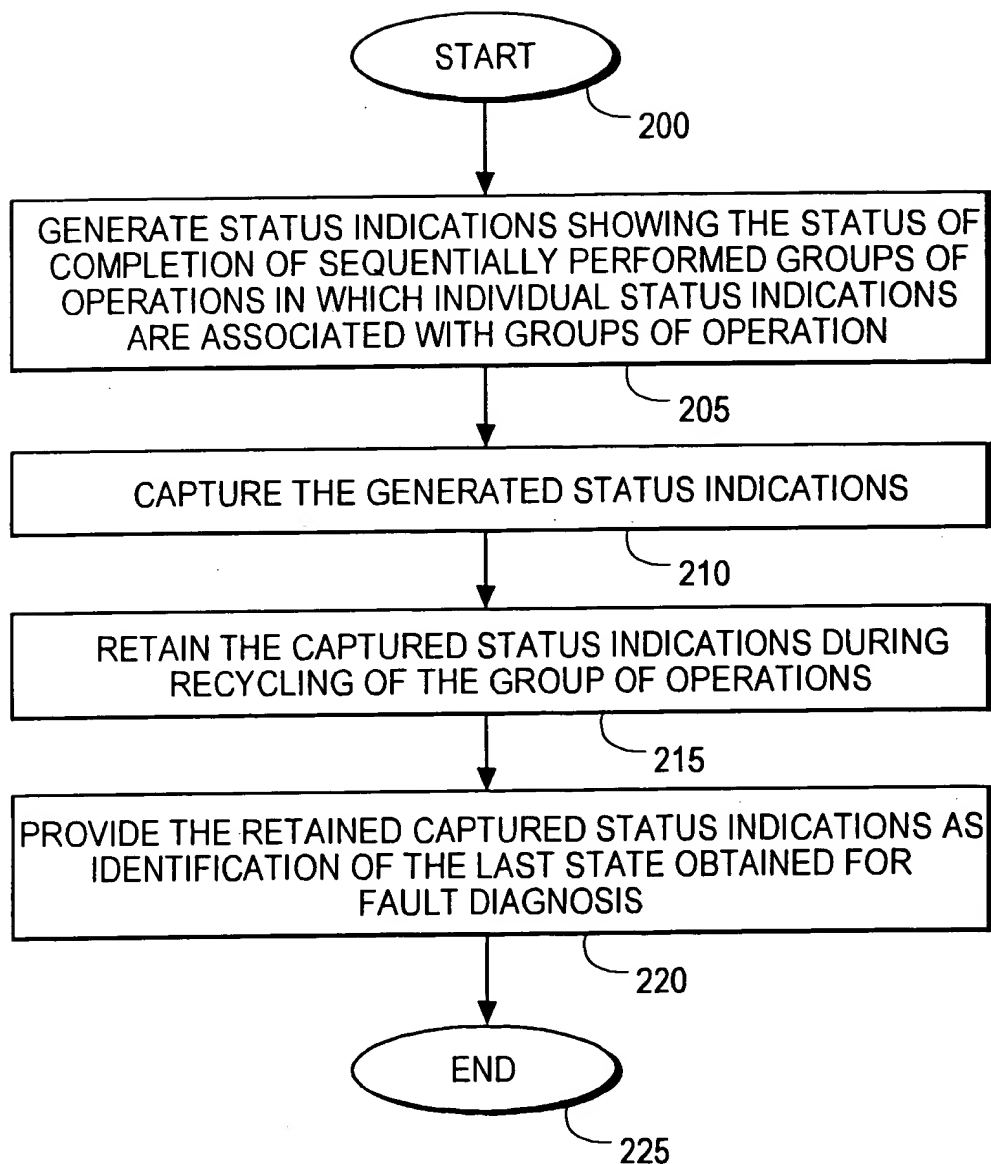 START
200
GENERATE STATUS INDICATIONS SHOWING THE STATUS OF
COMPLETION OF SEQUENTIALLY PERFORMED GROUPS OF
OPERATIONS IN WHICH INDIVIDUAL STATUS INDICATIONS
ARE ASSOCIATED WITH GROUPS OF OPERATION
205
CAPTURE THE GENERATED STATUS INDICATIONS
210
RETAIN THE CAPTURED STATUS INDICATIONS DURING
RECYCLING OF THE GROUP OF OPERATIONS
215
PROVIDE THE RETAINED CAPTURED STATUS INDICATIONS AS
IDENTIFICATION OF THE LAST STATE OBTAINED FOR
FAULT DIAGNOSIS
220
END
225